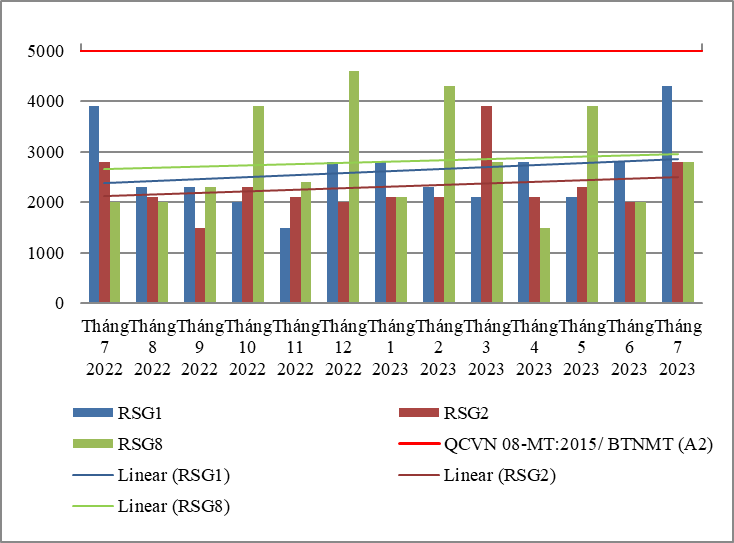 5000
4000
3000
2000
1000
0
Tháng Tháng Tháng Tháng Tháng Tháng Tháng Tháng Tháng Tháng Tháng Tháng Tháng
7 8 9 10 11 12 1 2 3 4 5 6 7
2022 2022 2022 2022 2022 2022 2023 2023 2023 2023 2023 2023 2023
RSG1 RSG2
RSG8 QCVN 08-MT:2015/ BTNMT (A2)
Linear (RSG1) Linear (RSG2)
Linear (RSG8)